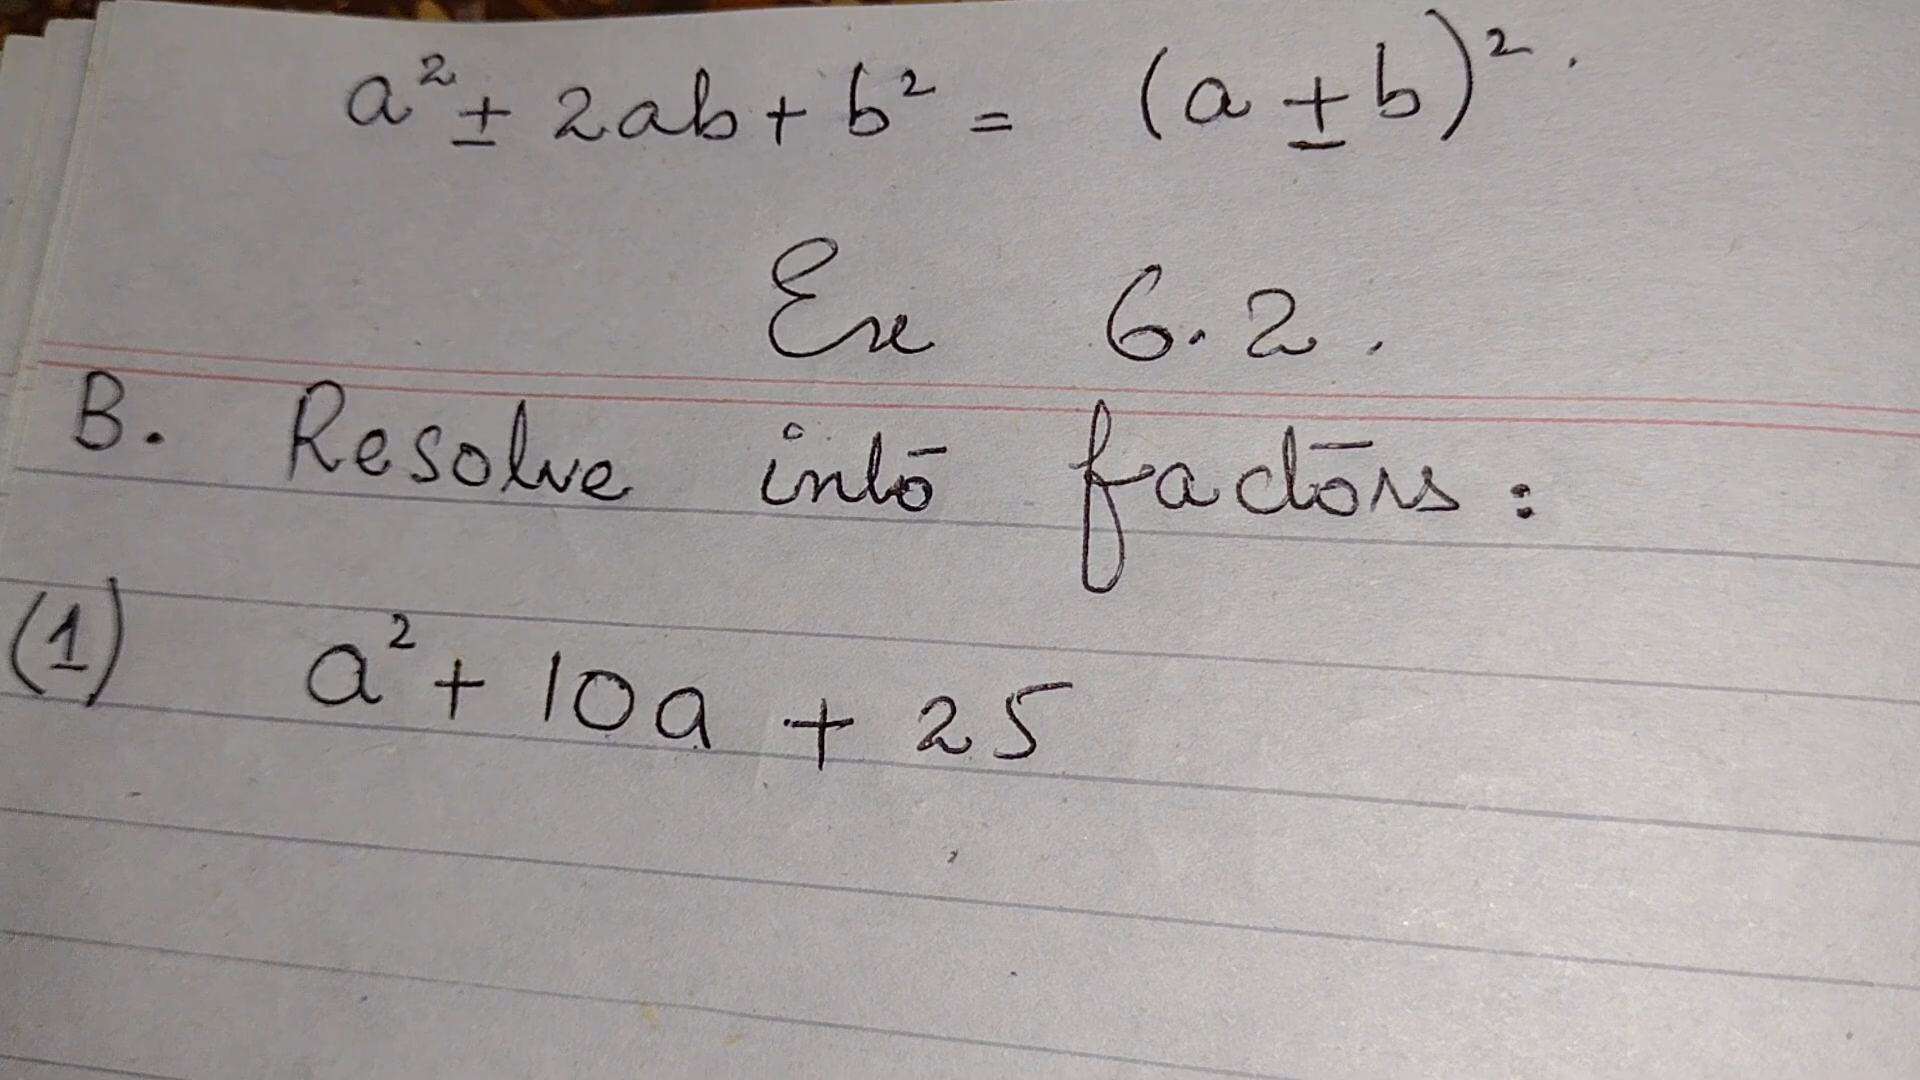 a² ± 2ab + b² = (a ± b)².
Ex 6.2.
B. Resolve into factors:
(1) a² + 10a + 25